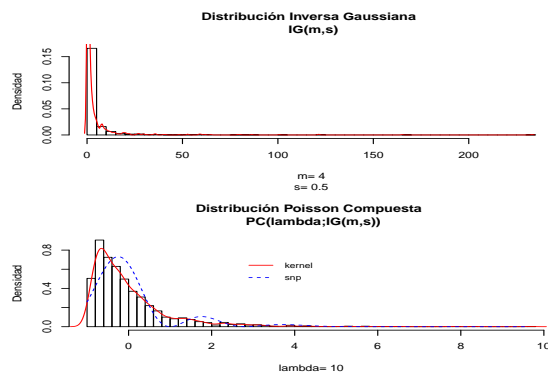 Distribución Inversa Gaussiana
IG(m,s)
Densidad
0.15
0.10
0.05
0.00
0
50
100
150
200
m= 4
s= 0.5
Distribución Poisson Compuesta
PC(lambda;IG(m,s))
Densidad
0.8
0.4
0.0
kernel
snp
0
2
4
6
8
10
lambda= 10